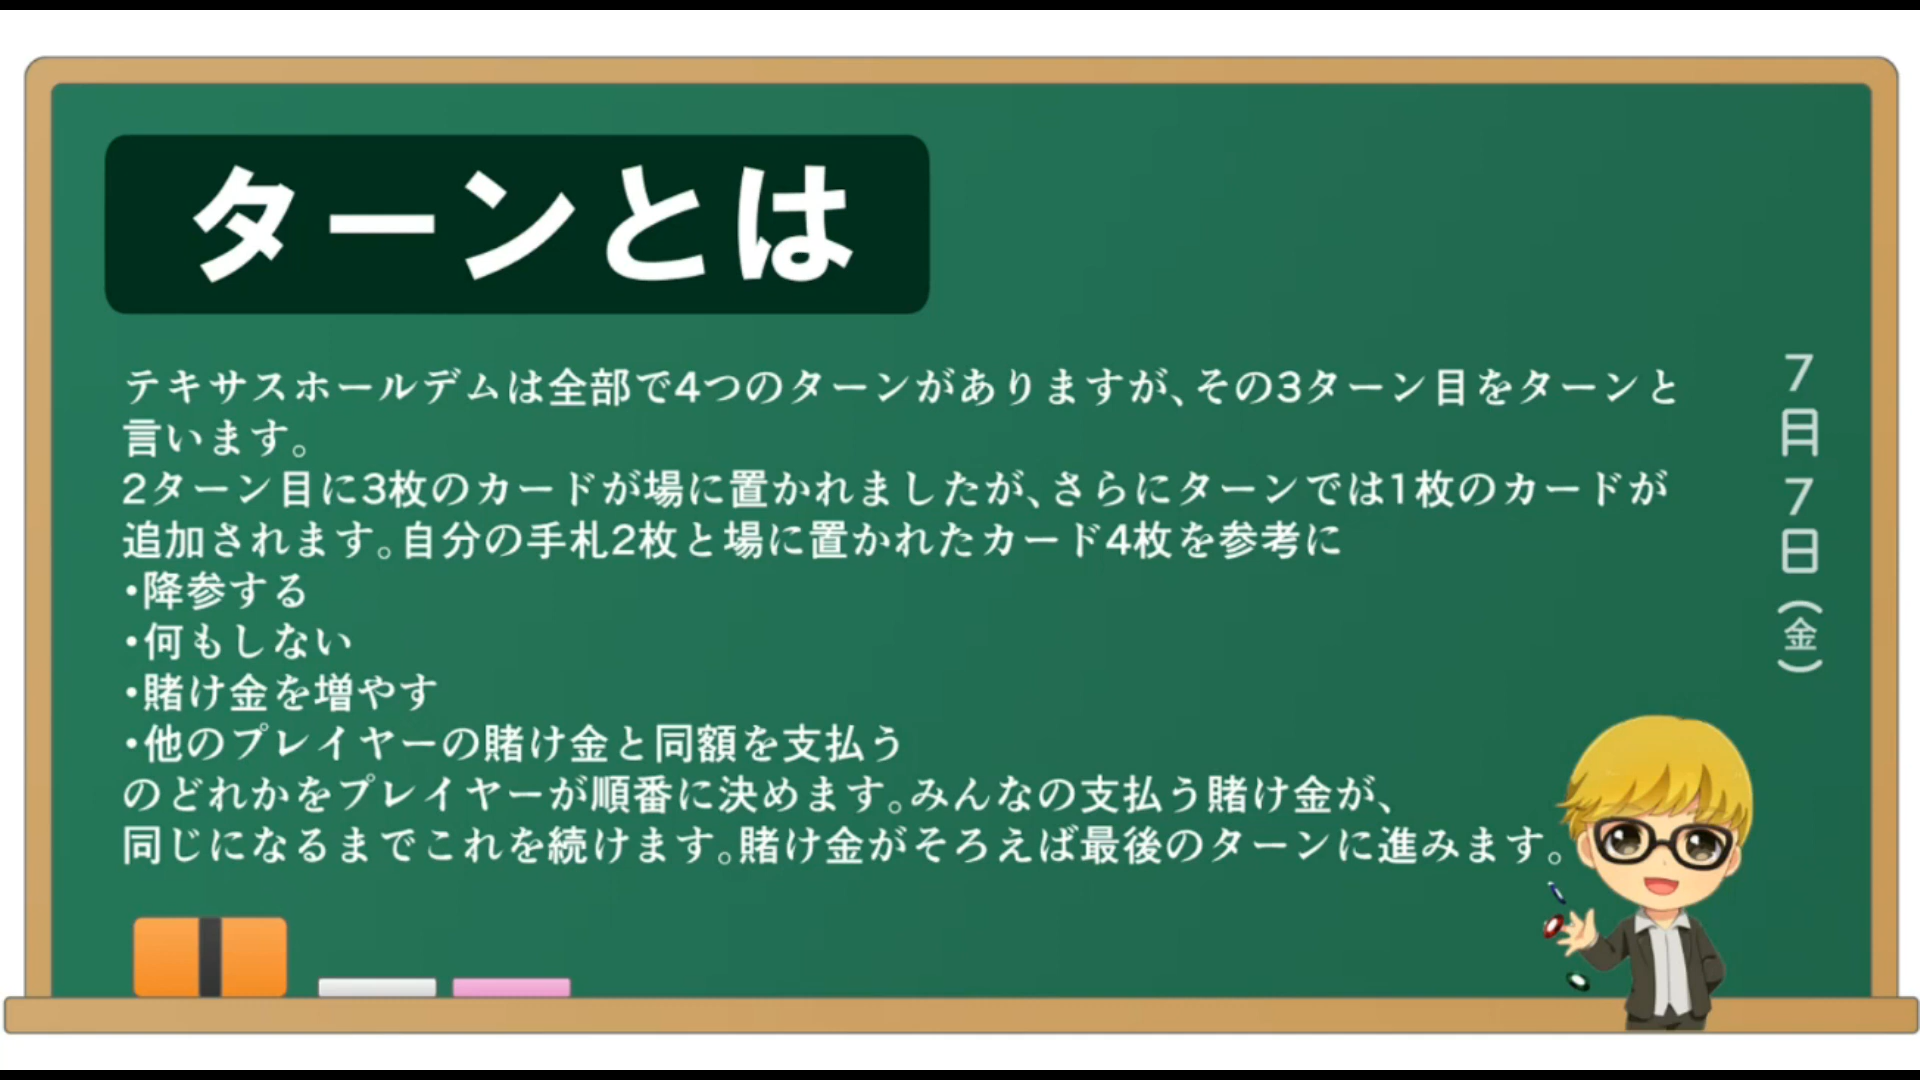 ターンとは
テキサスホールデムは全部で4つのターンがありますが、その3ターン目をターンと
言います。
2ターン目に3枚のカードが場に置かれましたが、さらにターンでは1枚のカードが
追加されます。自分の手札2枚と場に置かれたカード4枚を参考に
・降参する
・何もしない
・賭け金を増やす
・他のプレイヤーの賭け金と同額を支払う
のどれかをプレイヤーが順番に決めます。みんなの支払う賭け金が、
同じになるまでこれを続けます。賭け金がそろえば最後のターンに進みます。
7日7日(金)